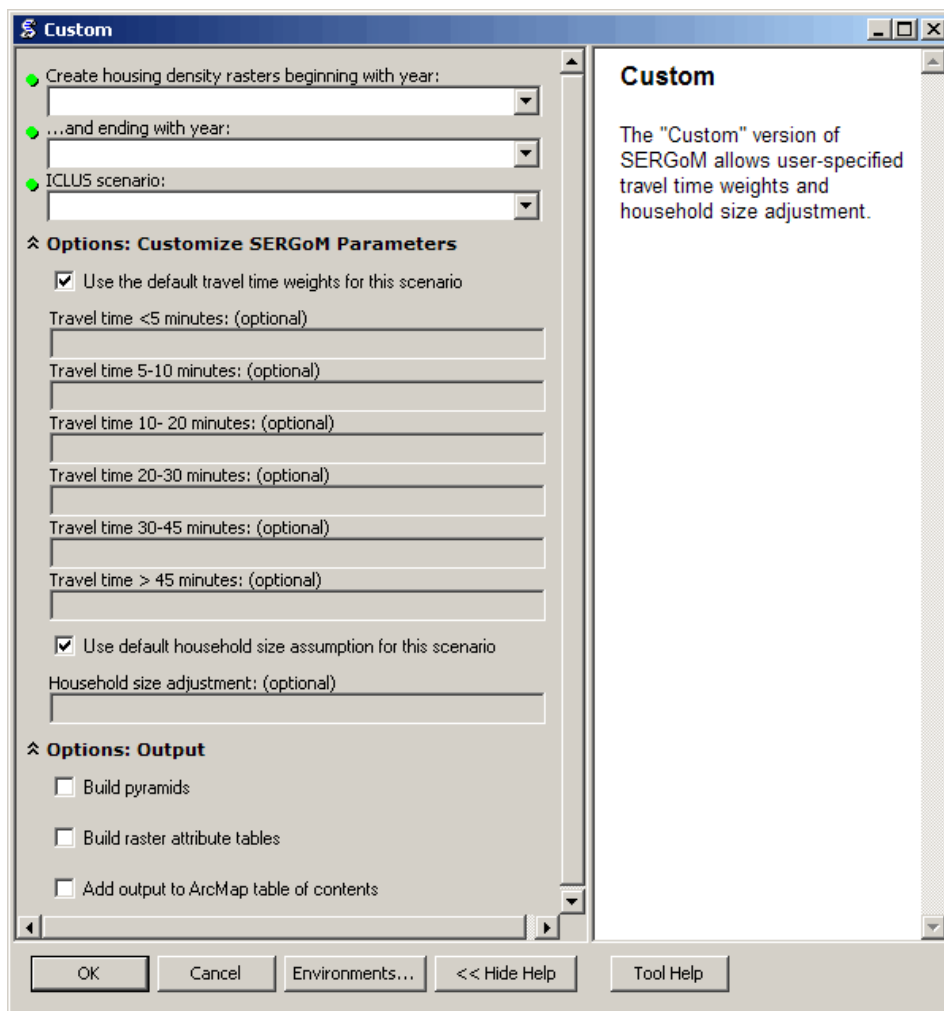 Custom
Create housing density rasters beginning with year:
...and ending with year:
ICLUS scenario:
Options: Customize SERGoM Parameters
Use the default travel time weights for this scenario
Travel time <5 minutes: (optional)
Travel time 5-10 minutes: (optional)
Travel time 10- 20 minutes: (optional)
Travel time 20-30 minutes: (optional)
Travel time 30-45 minutes: (optional)
Travel time > 45 minutes: (optional)
Use default household size assumption for this scenario
Household size adjustment: (optional)
Options: Output
Build pyramids
Build raster attribute tables
Add output to ArcMap table of contents
Custom
The "Custom" version of
SERGoM allows user-specified
travel time weights and
household size adjustment.
OK
Cancel
Environments...
<< Hide Help
Tool Help